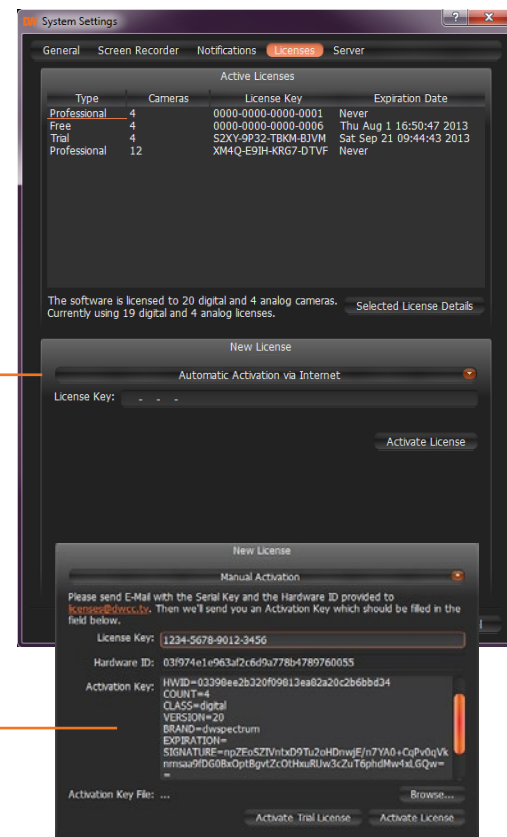 System Settings
General Screen Recorder Notifications Licenses Server
Active Licenses
Type Cameras License Key Expiration Date
Professional 4 0000-0000-0000-0001 Never
Free 4 0000-0000-0000-0006 Thu Aug 1 16:50:47 2013
Trial 4 S2XY-9P32-TBKM-BJVM Sat Sep 21 09:44:43 2013
Professional 12 XM4Q-E9IH-KRG7-DTVF Never
The software is licensed to 20 digital and 4 analog cameras.
Currently using 19 digital and 4 analog licenses.
Selected License Details
New License
Automatic Activation via Internet
License Key: - - -
Activate License
New License
Manual Activation
Please send E-Mail with the Serial Key and the Hardware ID provided to
licenses@dwcc.tv. Then we'll send you an Activation Key which should be filled in the
field below.
License Key: 1234-5678-9012-3456
Hardware ID: 03f974e1e963af2c6d9a778b4789760055
Activation Key: HWID=03398ee2b320f09813ea82a20c2b6bbd34
COUNT=4
CLASS=digital
VERSION=20
BRAND=dwspectrum
EXPIRATION=
SIGNATURE=npZEoSZIVntxD9Tu2oHDnwjE/n7YA0+CqPv0qVk
nrnsaa9fDG0BxOptBgvtZcOtHxuRUw3cZuT6phdMw4xLGQw=
=
Activation Key File: ... Browse...
Activate Trial License Activate License